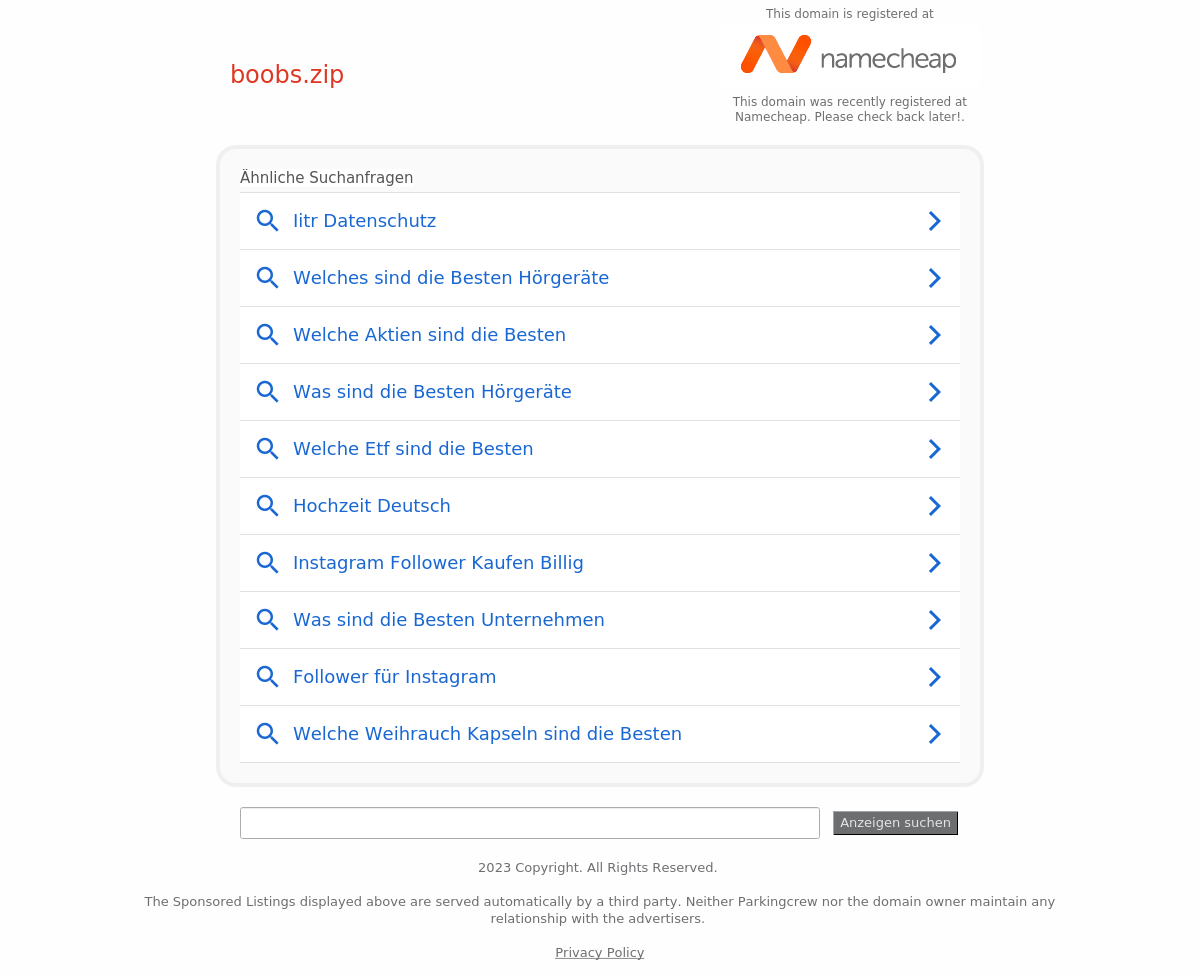 This domain is registered at
namecheap
boobs.zip
This domain was recently registered at
Namecheap. Please check back later!.
Ähnliche Suchanfragen
Iitr Datenschutz
Welches sind die Besten Hörgeräte
Welche Aktien sind die Besten
Was sind die Besten Hörgeräte
Welche Etf sind die Besten
Hochzeit Deutsch
Instagram Follower Kaufen Billig
Was sind die Besten Unternehmen
Follower für Instagram
Welche Weihrauch Kapseln sind die Besten
Anzeigen suchen
2023 Copyright. All Rights Reserved.
The Sponsored Listings displayed above are served automatically by a third party. Neither Parkingcrew nor the domain owner maintain any
relationship with the advertisers.
Privacy Policy